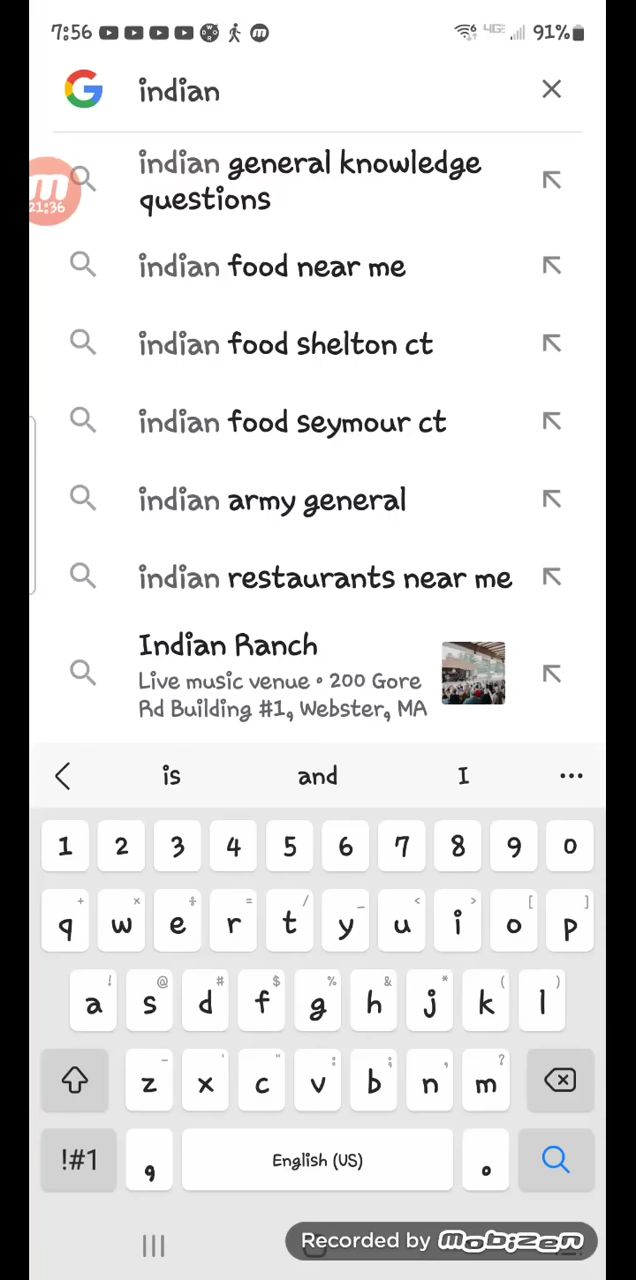 7:56 91%
indian
indian general knowledge
questions
21:36
indian food near me
indian food shelton ct
indian food seymour ct
indian army general
indian restaurants near me
Indian Ranch
Live music venue • 200 Gore
Rd Building #1, Webster, MA
is and I ...
1 2 3 4 5 6 7 8 9 0
+ × ÷ = / _ < > [ ]
q w e r t y u i o p
! @ # $ % & * ( )
a s d f g h j k l
- ' " : ; , ?
z x c v b n m
!#1 , English (US) .
Recorded by mobizen